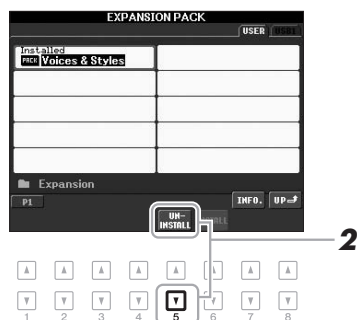 EXPANSION PACK
USER USB1
Installed
PACK Voices & Styles
Expansion
P1
INFO. UP
UN-
INSTALL
2
1 2 3 4 5 6 7 8